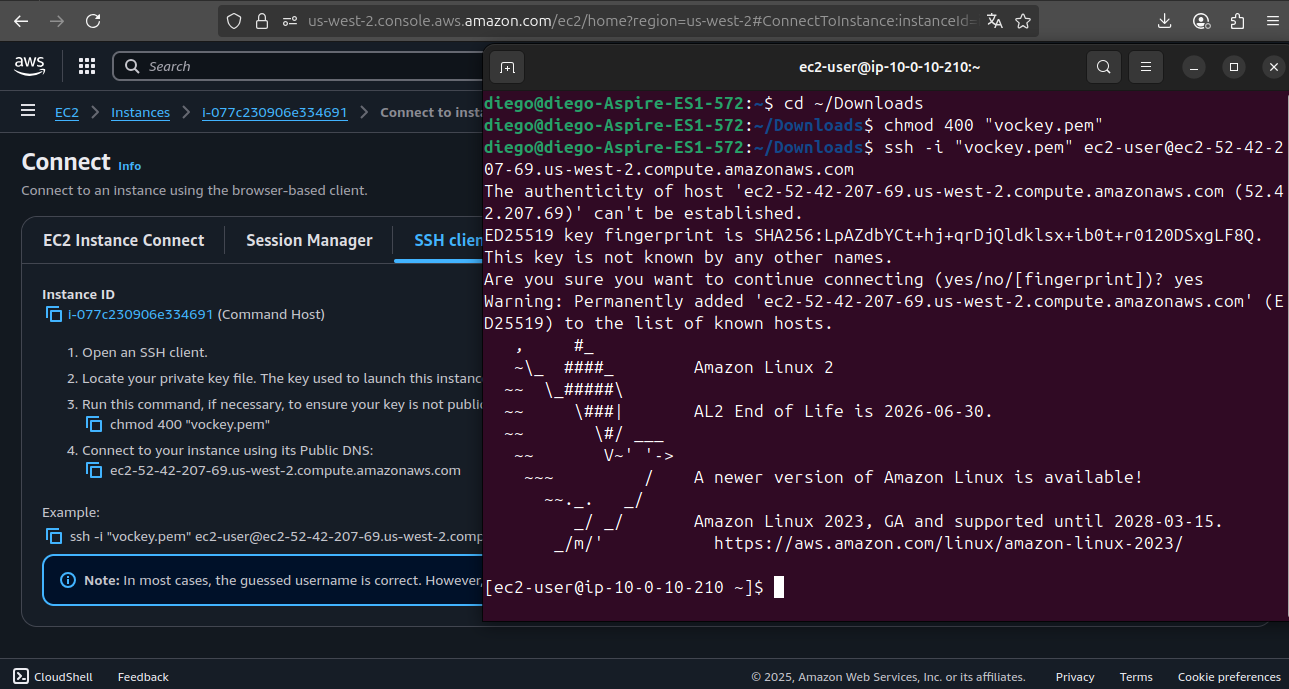 us-west-2.console.aws.amazon.com/ec2/home?region=us-west-2#ConnectToInstance:instanceId=
aws
Search
EC2
Instances
i-077c230906e334691
Connect to insta
Connect Info
Connect to an instance using the browser-based client.
EC2 Instance Connect
Session Manager
SSH clien
Instance ID
i-077c230906e334691 (Command Host)
1. Open an SSH client.
2. Locate your private key file. The key used to launch this instanc
3. Run this command, if necessary, to ensure your key is not public
chmod 400 "vockey.pem"
4. Connect to your instance using its Public DNS:
ec2-52-42-207-69.us-west-2.compute.amazonaws.com
Example:
ssh -i "vockey.pem" ec2-user@ec2-52-42-207-69.us-west-2.comp
Note: In most cases, the guessed username is correct. However,
ec2-user@ip-10-0-10-210:~
diego@diego-Aspire-ES1-572:~$ cd ~/Downloads
diego@diego-Aspire-ES1-572:~/Downloads$ chmod 400 "vockey.pem"
diego@diego-Aspire-ES1-572:~/Downloads$ ssh -i "vockey.pem" ec2-user@ec2-52-42-2
07-69.us-west-2.compute.amazonaws.com
The authenticity of host 'ec2-52-42-207-69.us-west-2.compute.amazonaws.com (52.4
2.207.69)' can't be established.
ED25519 key fingerprint is SHA256:LpAZdbYCt+hj+qrDjQldklsx+ib0t+r0120DSxgLF8Q.
This key is not known by any other names.
Are you sure you want to continue connecting (yes/no/[fingerprint])? yes
Warning: Permanently added 'ec2-52-42-207-69.us-west-2.compute.amazonaws.com' (E
D25519) to the list of known hosts.
   ,     #_
   ~\_  ####_        Amazon Linux 2
  ~~  \_#####\
  ~~     \###|       AL2 End of Life is 2026-06-30.
  ~~       \#/ ___
   ~~       V~' '->
    ~~~         /    A newer version of Amazon Linux is available!
      ~~._.   _/
         _/ _/       Amazon Linux 2023, GA and supported until 2028-03-15.
       _/m/'           https://aws.amazon.com/linux/amazon-linux-2023/
[ec2-user@ip-10-0-10-210 ~]$
CloudShell
Feedback
© 2025, Amazon Web Services, Inc. or its affiliates.
Privacy
Terms
Cookie preferences